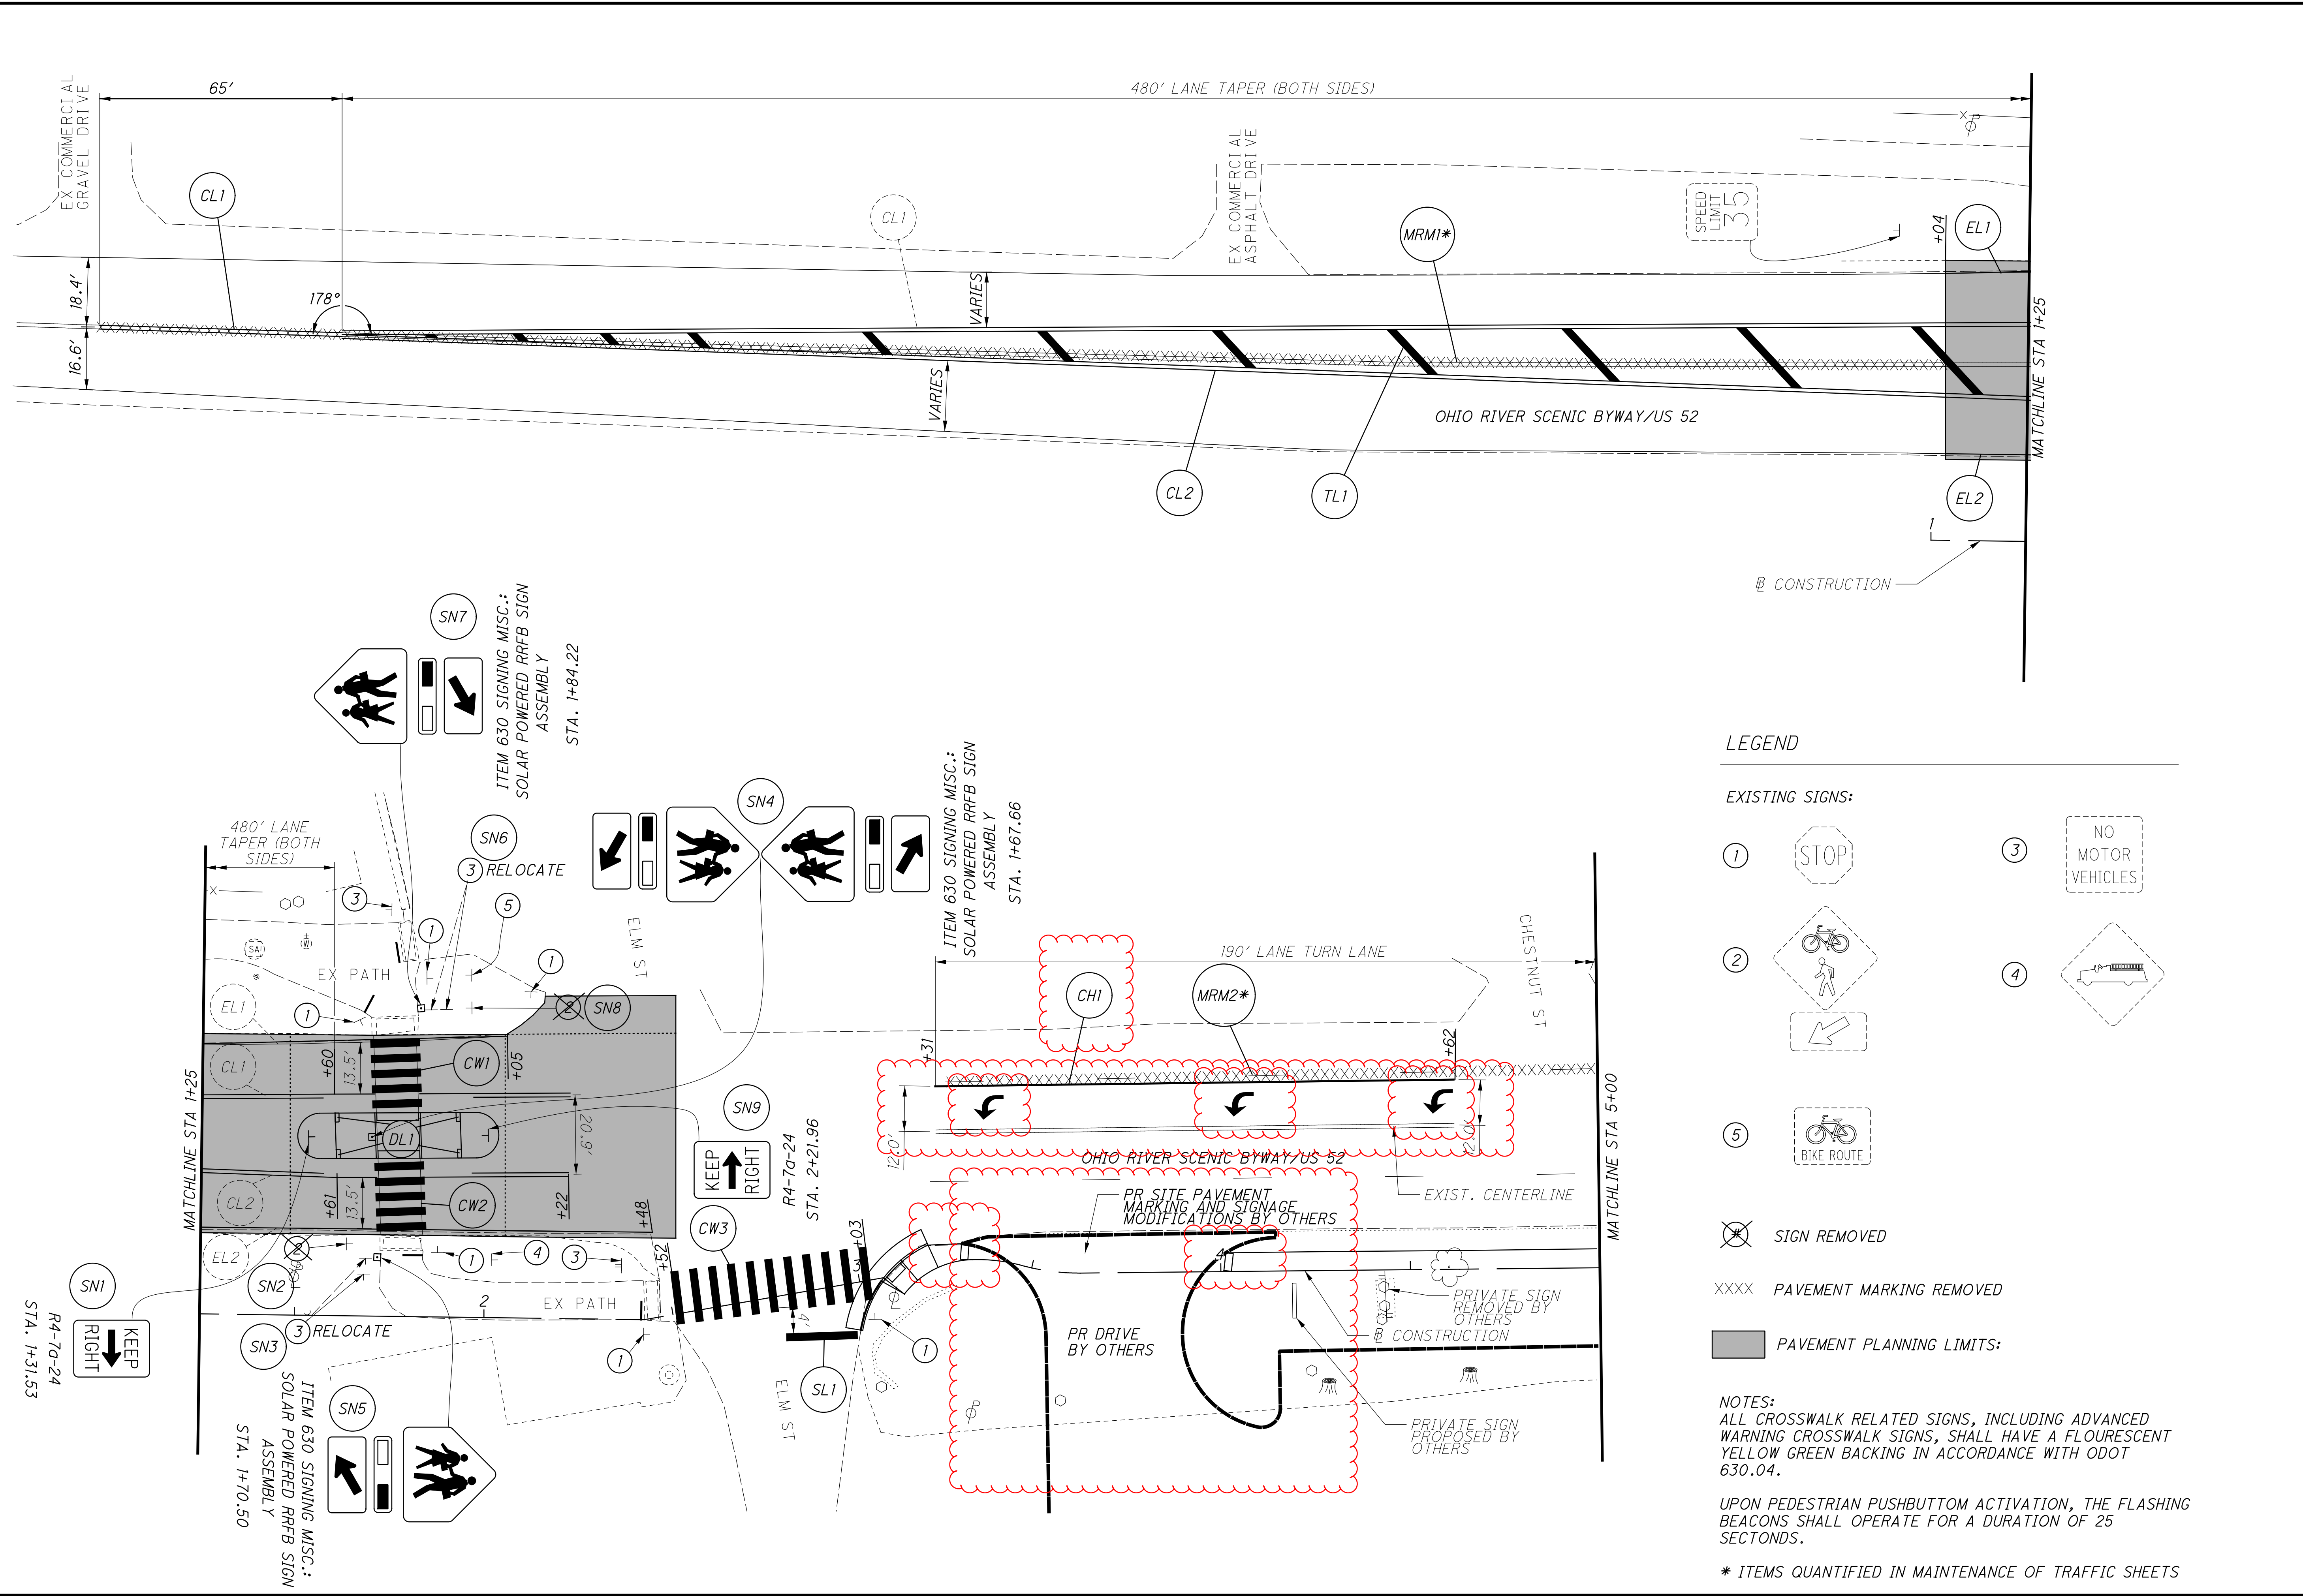 65'
480' LANE TAPER (BOTH SIDES)
EX COMMERCIAL
GRAVEL DRIVE
CL1
CL1
EX COMMERCIAL
ASPHALT DRIVE
MRM1*
SPEED
LIMIT
35
+04
EL1
18.4'
16.6'
178°
VARIES
VARIES
OHIO RIVER SCENIC BYWAY/US 52
MATCHLINE STA 1+25
CL2
TL1
EL2
1
CONSTRUCTION
SN7
ITEM 630 SIGNING MISC.:
SOLAR POWERED RRFB SIGN
ASSEMBLY
STA. 1+84.22
SN4
ITEM 630 SIGNING MISC.:
SOLAR POWERED RRFB SIGN
ASSEMBLY
STA. 1+67.66
480' LANE
TAPER (BOTH
SIDES)
SN6
3 RELOCATE
3
5
1
1
1
SA
W
EX PATH
2
SN8
ELM ST
EL1
CL1
CL2
EL2
+60
13.5'
CW1
+05
DL1
20.9'
+61
13.5'
CW2
+22
+48
MATCHLINE STA 1+25
SN9
KEEP
RIGHT
R4-7a-24
STA. 2+21.96
CW3
+52
+03
3
2
1
4
3
SN2
SN1
KEEP
RIGHT
R4-7a-24
STA. 1+31.53
SN3
3 RELOCATE
2
EX PATH
1
4'
SL1
1
ELM ST
SN5
ITEM 630 SIGNING MISC.:
SOLAR POWERED RRFB SIGN
ASSEMBLY
STA. 1+70.50
190' LANE TURN LANE
CHESTNUT ST
CH1
MRM2*
+31
+62
12.0'
12.0'
OHIO RIVER SCENIC BYWAY/US 52
EXIST. CENTERLINE
PR SITE PAVEMENT
MARKING AND SIGNAGE
MODIFICATIONS BY OTHERS
4
PR DRIVE
BY OTHERS
PRIVATE SIGN
REMOVED BY
OTHERS
CONSTRUCTION
PRIVATE SIGN
PROPOSED BY
OTHERS
MATCHLINE STA 5+00
LEGEND
EXISTING SIGNS:
1
STOP
3
NO
MOTOR
VEHICLES
2
4
5
BIKE ROUTE
# SIGN REMOVED
XXXX PAVEMENT MARKING REMOVED
PAVEMENT PLANNING LIMITS:
NOTES:
ALL CROSSWALK RELATED SIGNS, INCLUDING ADVANCED
WARNING CROSSWALK SIGNS, SHALL HAVE A FLOURESCENT
YELLOW GREEN BACKING IN ACCORDANCE WITH ODOT
630.04.
UPON PEDESTRIAN PUSHBUTTOM ACTIVATION, THE FLASHING
BEACONS SHALL OPERATE FOR A DURATION OF 25
SECTONDS.
* ITEMS QUANTIFIED IN MAINTENANCE OF TRAFFIC SHEETS